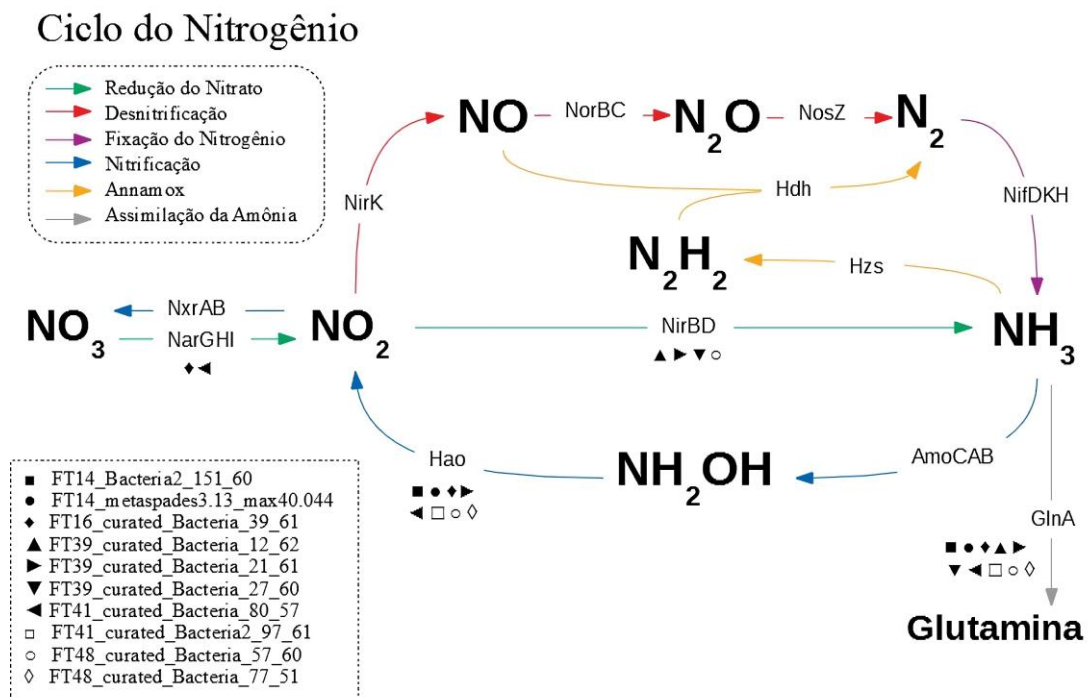 Ciclo do Nitrogênio
Redução do Nitrato
Desnitrificação
Fixação do Nitrogênio
Nitrificação
Annamox
Assimilação da Amônia
NO
NorBC
N2O
NosZ
N2
NirK
Hdh
NifDKH
N2H2
Hzs
NO3
NxrAB
NarGHI
NO2
NirBD
NH3
Hao
NH2OH
AmoCAB
GlnA
Glutamina
FT14_Bacteria2_151_60
FT14_metaspades3.13_max40.044
FT16_curated_Bacteria_39_61
FT39_curated_Bacteria_12_62
FT39_curated_Bacteria_21_61
FT39_curated_Bacteria_27_60
FT41_curated_Bacteria_80_57
FT41_curated_Bacteria2_97_61
FT48_curated_Bacteria_57_60
FT48_curated_Bacteria_77_51